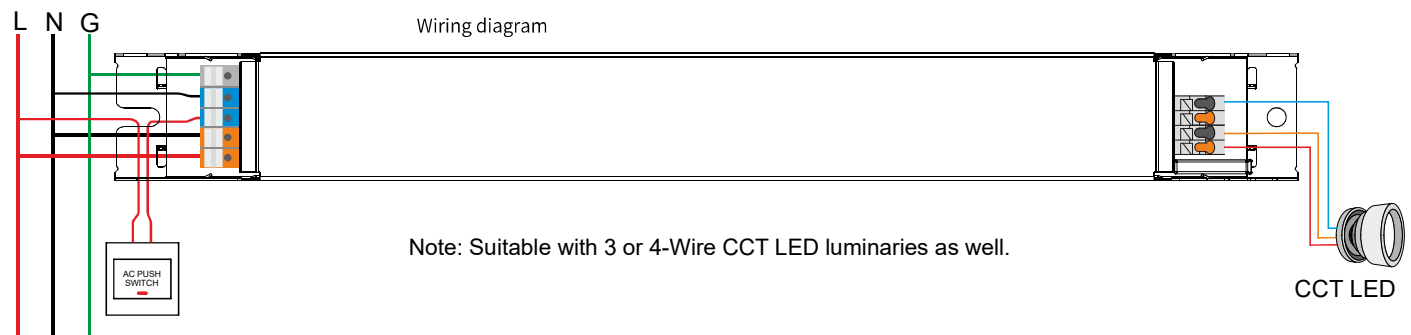 L N G
Wiring diagram
AC PUSH
SWITCH
Note: Suitable with 3 or 4-Wire CCT LED luminaries as well.
CCT LED